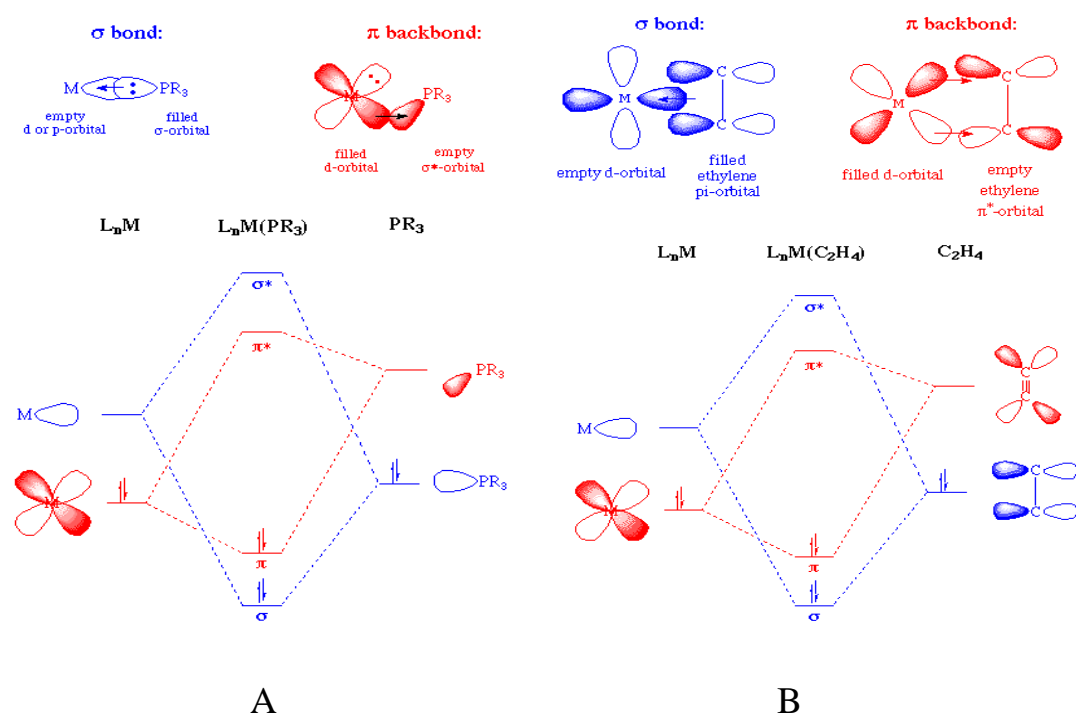 σ bond:
M PR₃
empty
d or p-orbital
filled
σ-orbital
π backbond:
M
PR₃
filled
d-orbital
empty
σ*-orbital
LₙM
LₙM(PR₃)
PR₃
σ*
π*
PR₃
M
M
PR₃
π
σ
A
σ bond:
M
C
C
empty d-orbital
filled
ethylene
pi-orbital
π backbond:
M
C
C
filled d-orbital
empty
ethylene
π*-orbital
LₙM
LₙM(C₂H₄)
C₂H₄
σ*
π*
C
C
M
M
C
C
π
σ
B